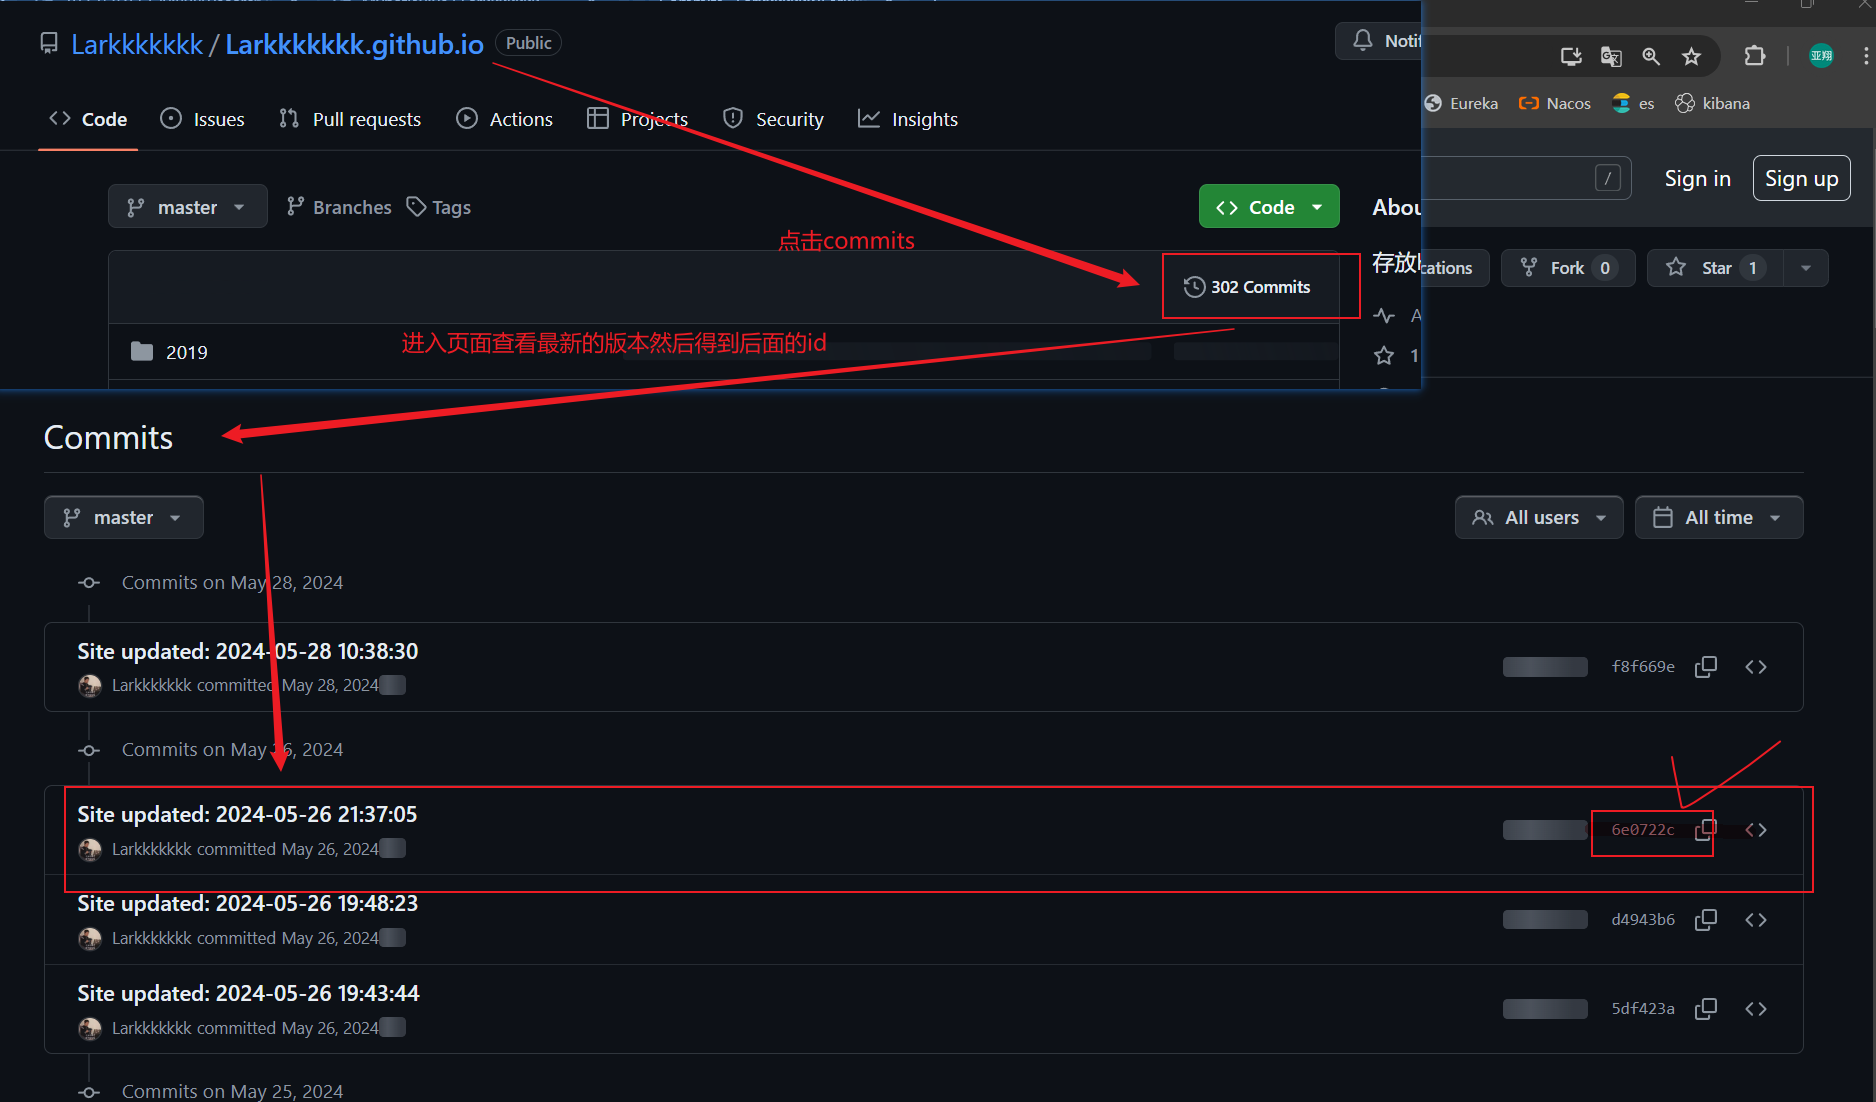 Larkkkkkkk / Larkkkkkkk.github.io Public
Notif
Code Issues Pull requests Actions Projects Security Insights
Eureka Nacos es kibana
亚翔
/ Sign in Sign up
master Branches Tags
Code
Abou
点击commits
存放
cations Fork 0 Star 1
302 Commits
A
2019
进入页面查看最新的版本然后得到后面的id
1
Commits
master
All users All time
Commits on May 28, 2024
Site updated: 2024-05-28 10:38:30
Larkkkkkkk committed May 28, 2024
f8f669e
Commits on May 26, 2024
Site updated: 2024-05-26 21:37:05
Larkkkkkkk committed May 26, 2024
6e0722c
Site updated: 2024-05-26 19:48:23
Larkkkkkkk committed May 26, 2024
d4943b6
Site updated: 2024-05-26 19:43:44
Larkkkkkkk committed May 26, 2024
5df423a
Commits on May 25, 2024